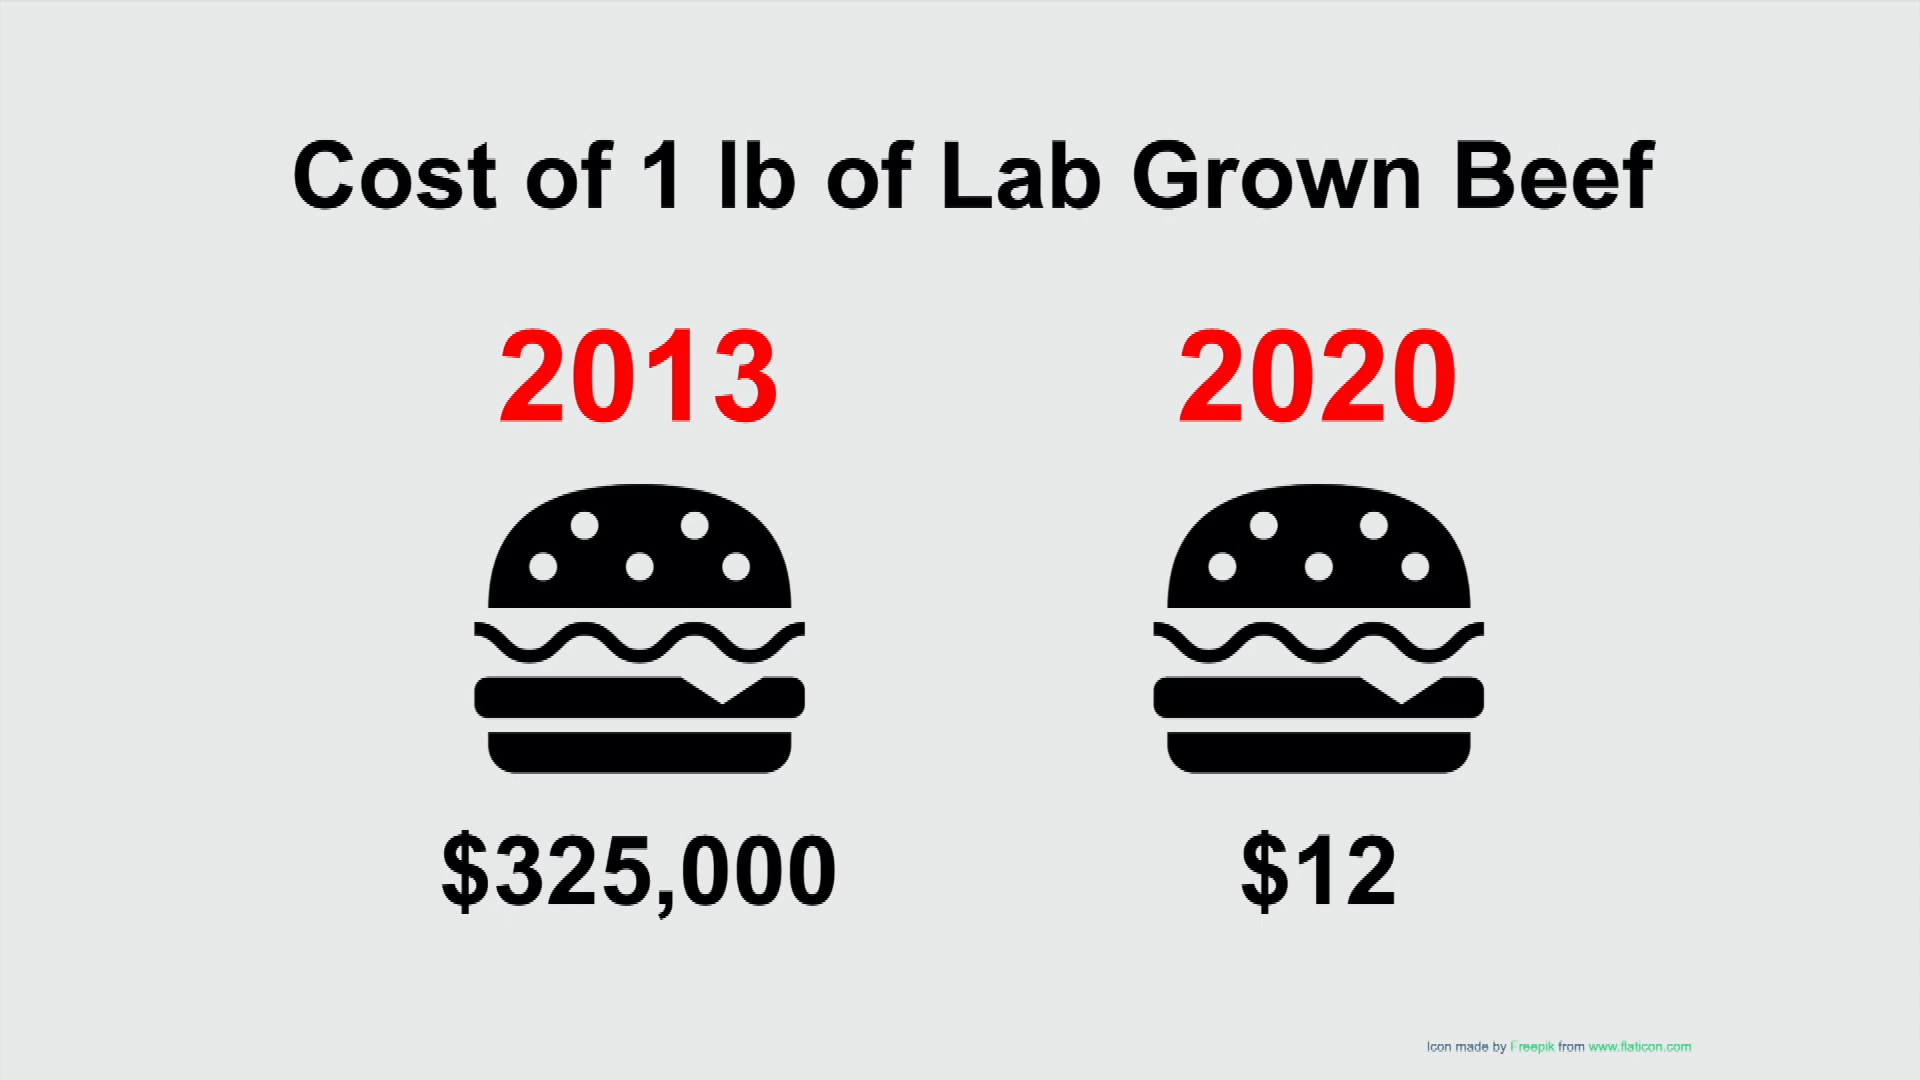 Cost of 1 lb of Lab Grown Beef
2013
2020
$325,000
$12
Icon made by Freepik from www.flaticon.com